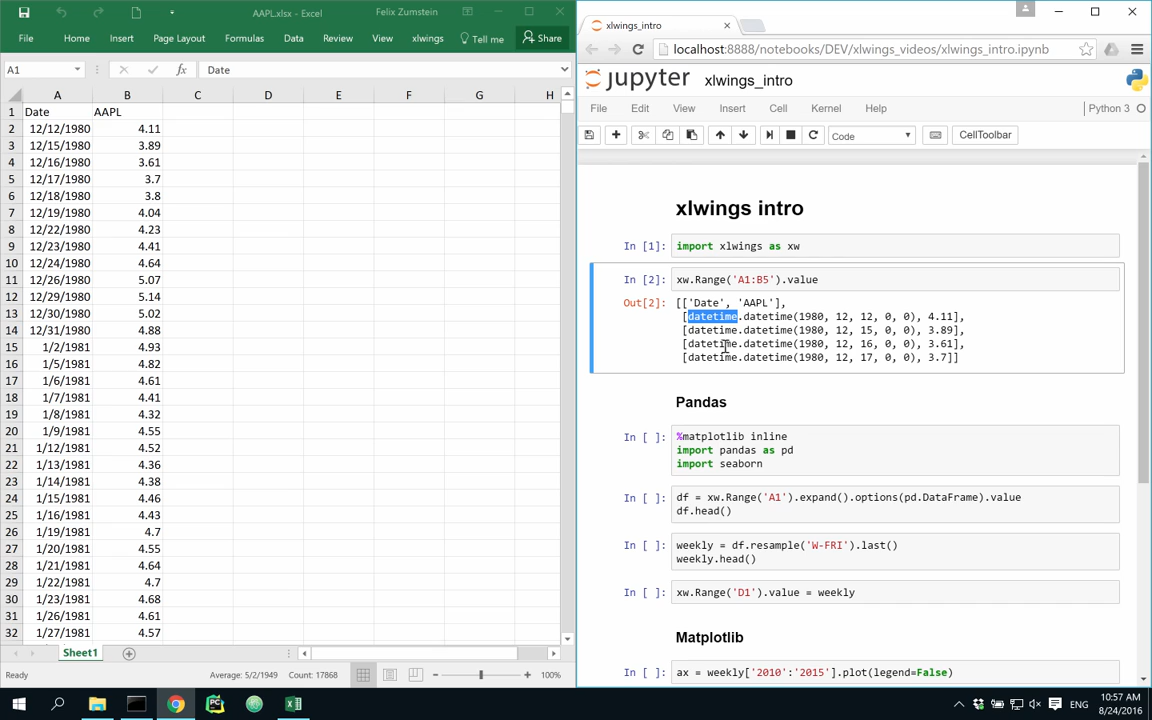 AAPL.xlsx - Excel
Felix Zumstein
File Home Insert Page Layout Formulas Data Review View xlwings Tell me Share
A1 fx Date
A B C D E F G H
1 Date AAPL
2 12/12/1980 4.11
3 12/15/1980 3.89
4 12/16/1980 3.61
5 12/17/1980 3.7
6 12/18/1980 3.8
7 12/19/1980 4.04
8 12/22/1980 4.23
9 12/23/1980 4.41
10 12/24/1980 4.64
11 12/26/1980 5.07
12 12/29/1980 5.14
13 12/30/1980 5.02
14 12/31/1980 4.88
15 1/2/1981 4.93
16 1/5/1981 4.82
17 1/6/1981 4.61
18 1/7/1981 4.41
19 1/8/1981 4.32
20 1/9/1981 4.55
21 1/12/1981 4.52
22 1/13/1981 4.36
23 1/14/1981 4.38
24 1/15/1981 4.46
25 1/16/1981 4.43
26 1/19/1981 4.7
27 1/20/1981 4.55
28 1/21/1981 4.64
29 1/22/1981 4.7
30 1/23/1981 4.68
31 1/26/1981 4.61
32 1/27/1981 4.57
Sheet1
Ready Average: 5/2/1949 Count: 17868 100%
xlwings_intro
localhost:8888/notebooks/DEV/xlwings_videos/xlwings_intro.ipynb
jupyter xlwings_intro
File Edit View Insert Cell Kernel Help Python 3
Code CellToolbar
xlwings intro
In [1]: import xlwings as xw
In [2]: xw.Range('A1:B5').value
Out[2]: [['Date', 'AAPL'],
[datetime.datetime(1980, 12, 12, 0, 0), 4.11],
[datetime.datetime(1980, 12, 15, 0, 0), 3.89],
[datetime.datetime(1980, 12, 16, 0, 0), 3.61],
[datetime.datetime(1980, 12, 17, 0, 0), 3.7]]
Pandas
In [ ]: %matplotlib inline
import pandas as pd
import seaborn
In [ ]: df = xw.Range('A1').expand().options(pd.DataFrame).value
df.head()
In [ ]: weekly = df.resample('W-FRI').last()
weekly.head()
In [ ]: xw.Range('D1').value = weekly
Matplotlib
In [ ]: ax = weekly['2010':'2015'].plot(legend=False)
ENG
10:57 AM
8/24/2016